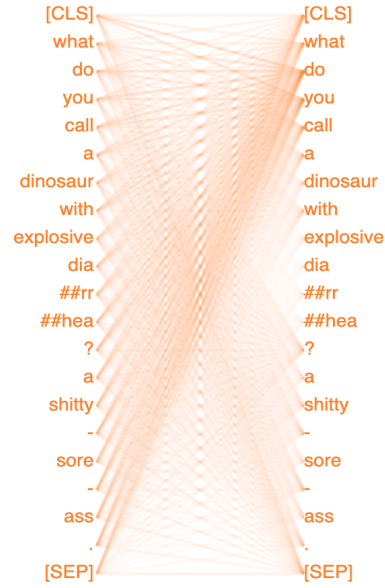 [CLS] [CLS]
what what
do do
you you
call call
a a
dinosaur dinosaur
with with
explosive explosive
dia dia
##rr ##rr
##hea ##hea
? ?
a a
shitty shitty
- -
sore sore
- -
ass ass
. .
[SEP] [SEP]